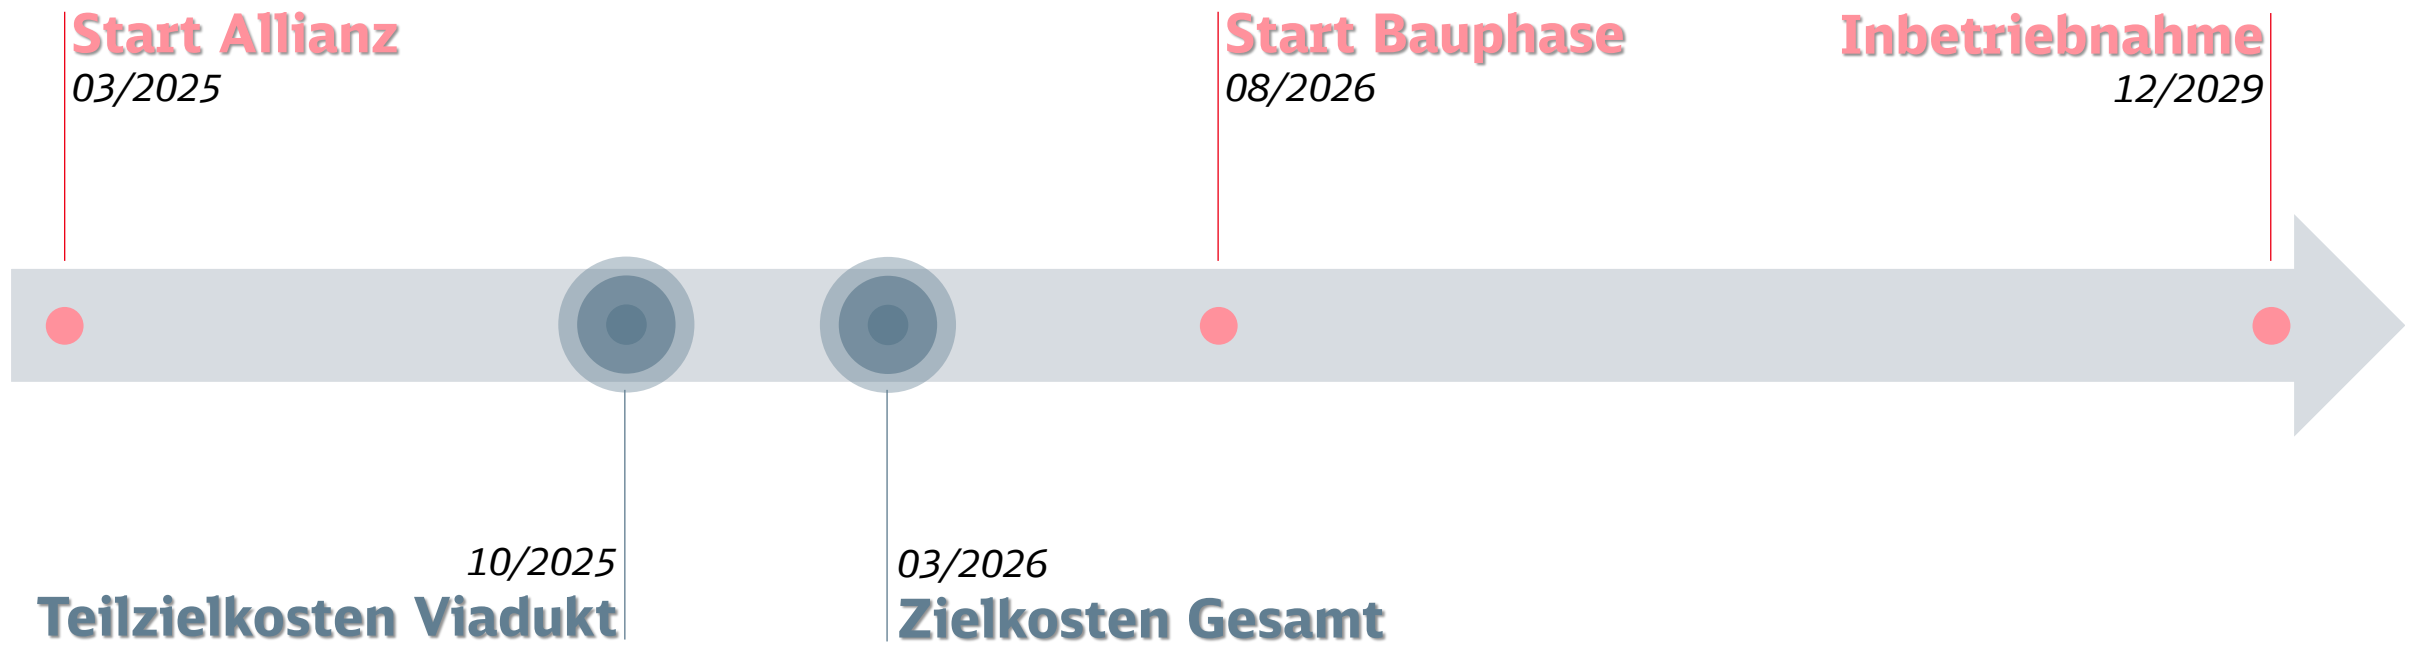 Start Allianz
03/2025
Start Bauphase
08/2026
Inbetriebnahme
12/2029
10/2025
Teilzielkosten Viadukt
03/2026
Zielkosten Gesamt